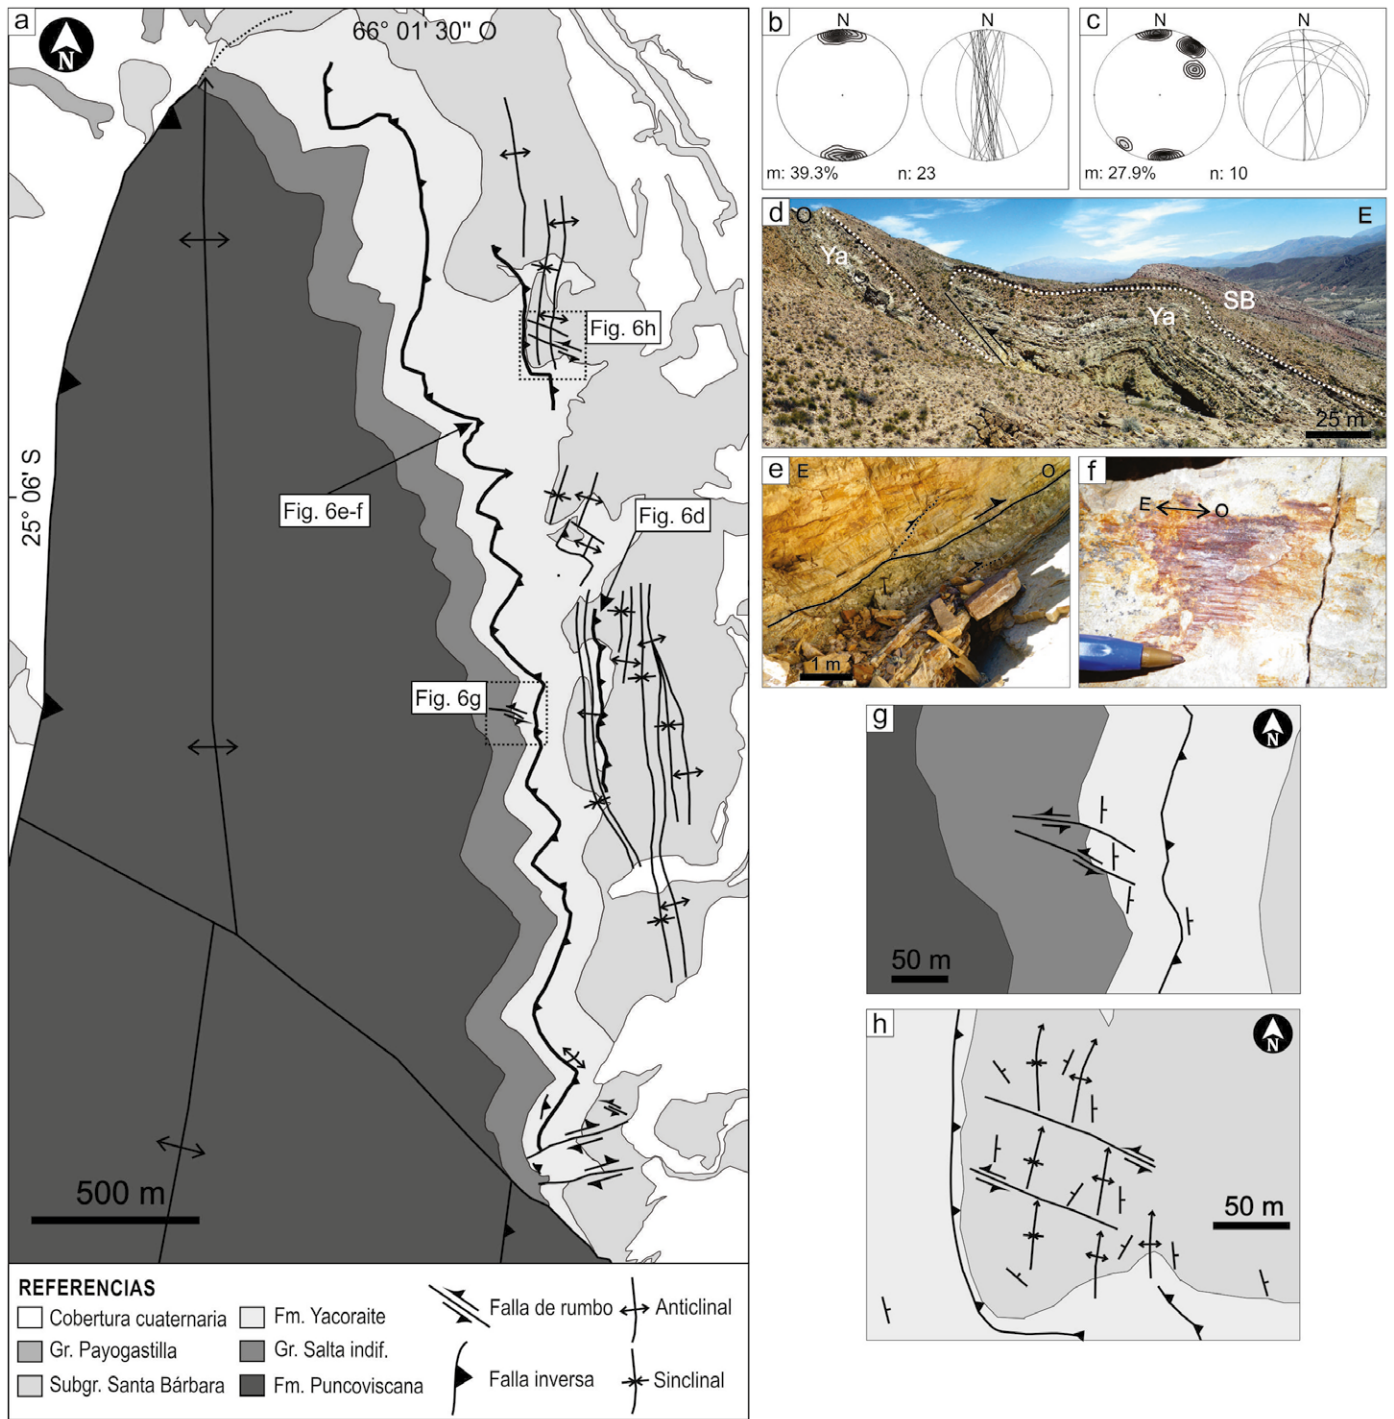 a
N
66° 01' 30'' O
25° 06' S
Fig. 6h
Fig. 6e-f
Fig. 6d
Fig. 6g
500 m
REFERENCIAS
Cobertura cuaternaria
Gr. Payogastilla
Subgr. Santa Bárbara
Fm. Yacoraite
Gr. Salta indif.
Fm. Puncoviscana
Falla de rumbo
Falla inversa
Anticlinal
Sinclinal
b
N
N
m: 39.3%
n: 23
c
N
N
m: 27.9%
n: 10
d
O
E
Ya
Ya
SB
25 m
e
E
O
1 m
f
E
O
g
N
50 m
h
N
50 m